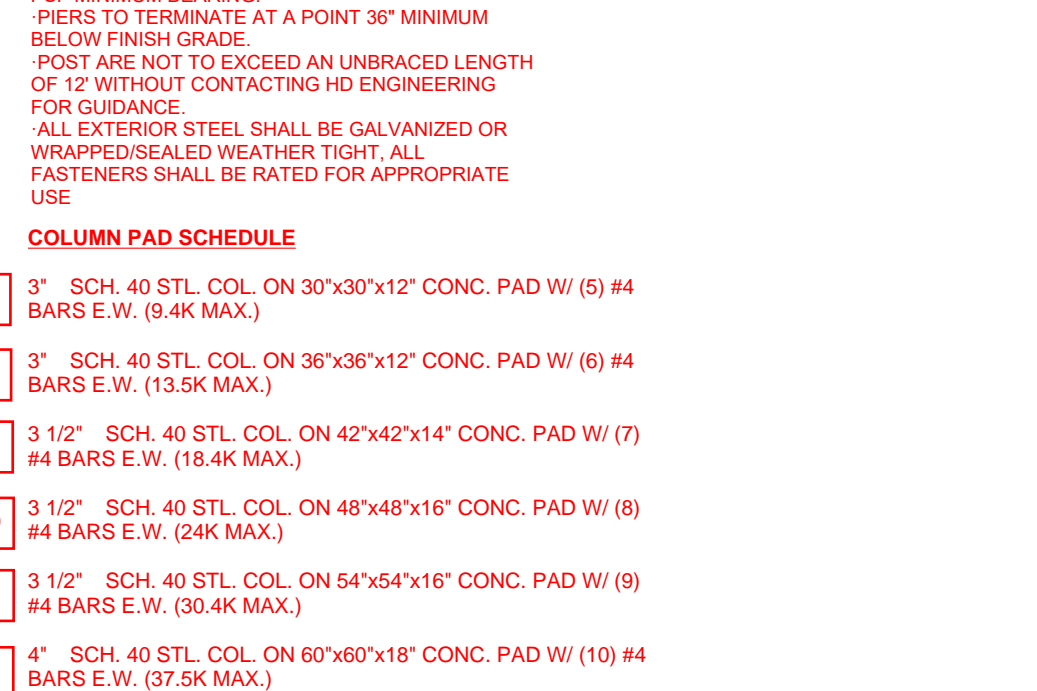 ·PIERS TO TERMINATE AT A POINT 36" MINIMUM
BELOW FINISH GRADE.
·POST ARE NOT TO EXCEED AN UNBRACED LENGTH
OF 12' WITHOUT CONTACTING HD ENGINEERING
FOR GUIDANCE.
·ALL EXTERIOR STEEL SHALL BE GALVANIZED OR
WRAPPED/SEALED WEATHER TIGHT, ALL
FASTENERS SHALL BE RATED FOR APPROPRIATE
USE
COLUMN PAD SCHEDULE
3" SCH. 40 STL. COL. ON 30"x30"x12" CONC. PAD W/ (5) #4
BARS E.W. (9.4K MAX.)
3" SCH. 40 STL. COL. ON 36"x36"x12" CONC. PAD W/ (6) #4
BARS E.W. (13.5K MAX.)
3 1/2" SCH. 40 STL. COL. ON 42"x42"x14" CONC. PAD W/ (7)
#4 BARS E.W. (18.4K MAX.)
3 1/2" SCH. 40 STL. COL. ON 48"x48"x16" CONC. PAD W/ (8)
#4 BARS E.W. (24K MAX.)
3 1/2" SCH. 40 STL. COL. ON 54"x54"x16" CONC. PAD W/ (9)
#4 BARS E.W. (30.4K MAX.)
4" SCH. 40 STL. COL. ON 60"x60"x18" CONC. PAD W/ (10) #4
BARS E.W. (37.5K MAX.)